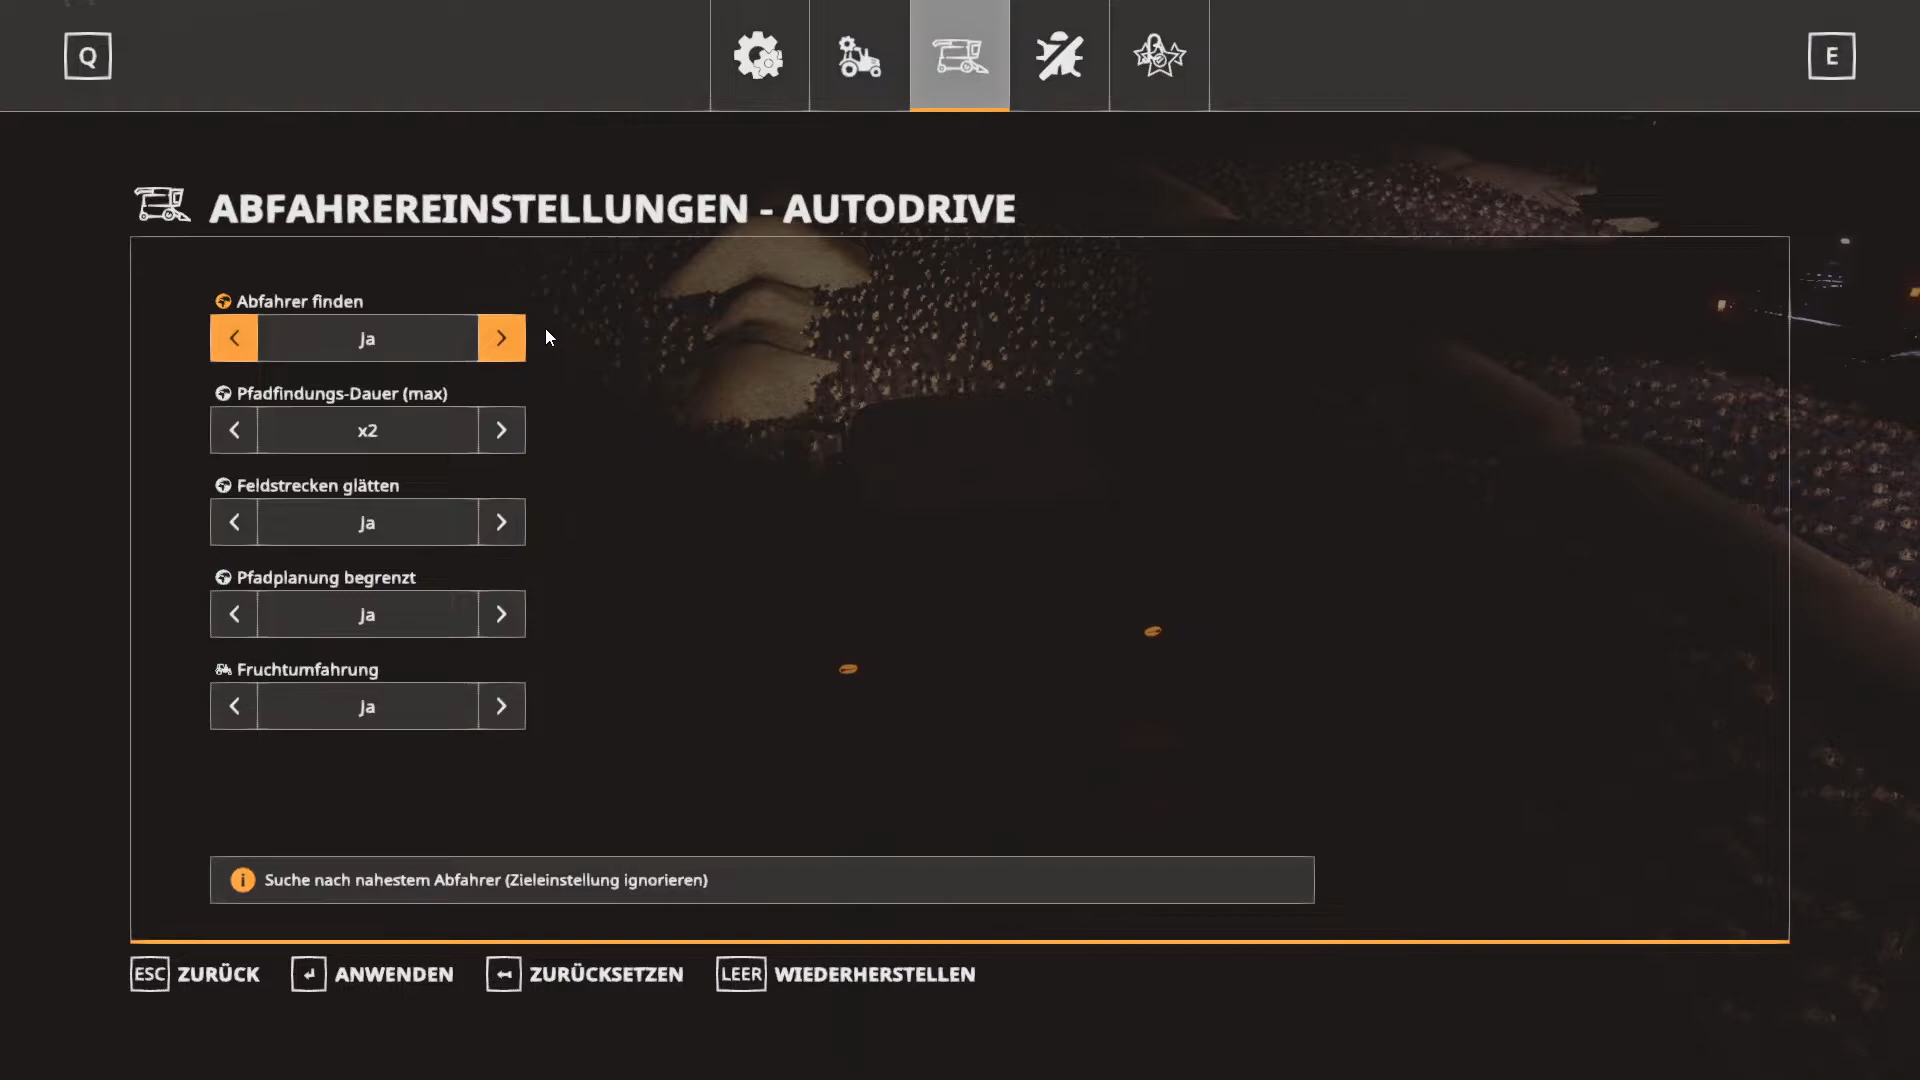 Q
E
ABFAHREREINSTELLUNGEN - AUTODRIVE
Abfahrer finden
Ja
Pfadfindungs-Dauer (max)
x2
Feldstrecken glätten
Ja
Pfadplanung begrenzt
Ja
Fruchtumfahrung
Ja
Suche nach nahestem Abfahrer (Zieleinstellung ignorieren)
ESC ZURÜCK ANWENDEN ZURÜCKSETZEN LEER WIEDERHERSTELLEN